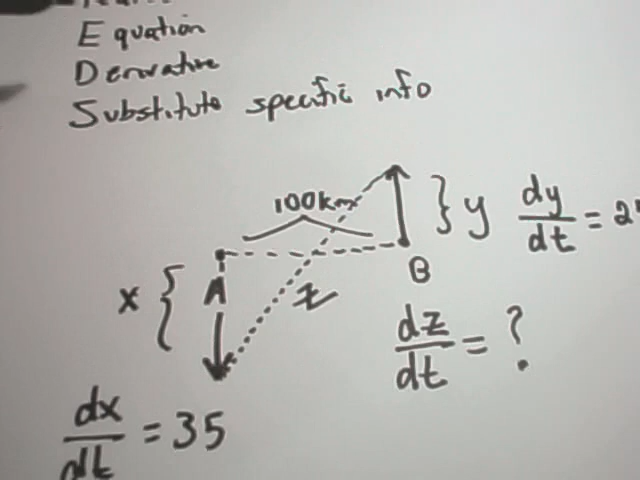 Equation
Derivative
Substitute specific info
100km
} y dy/dt = 2
A
B
x {
z
dz/dt = ?
dx/dt = 35